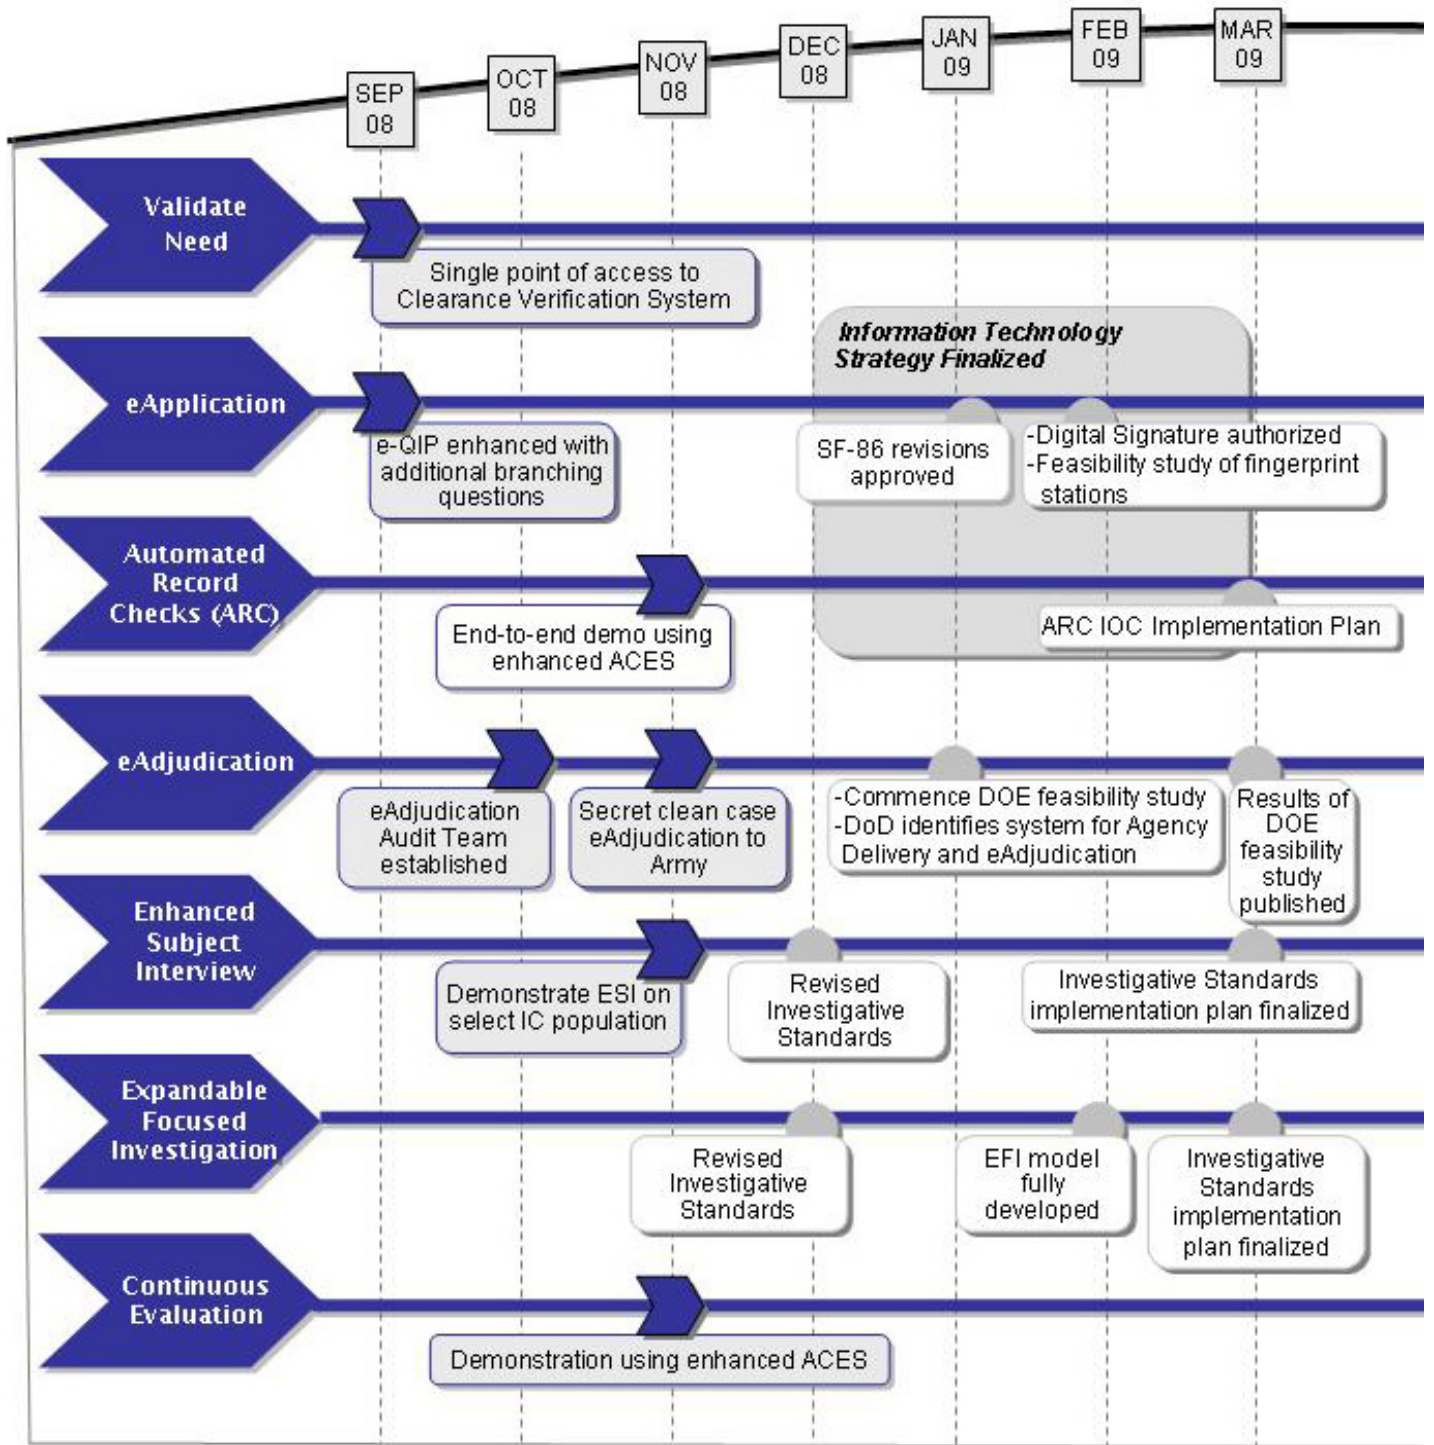 SEP
08
OCT
08
NOV
08
DEC
08
JAN
09
FEB
09
MAR
09
Validate
Need
Single point of access to
Clearance Verification System
Information Technology
Strategy Finalized
eApplication
e-QIP enhanced with
additional branching
questions
SF-86 revisions
approved
-Digital Signature authorized
-Feasibility study of fingerprint
stations
Automated
Record
Checks (ARC)
End-to-end demo using
enhanced ACES
ARC IOC Implementation Plan
eAdjudication
eAdjudication
Audit Team
established
Secret clean case
eAdjudication to
Army
-Commence DOE feasibility study
-DoD identifies system for Agency
Delivery and eAdjudication
Results of
DOE
feasibility
study
published
Enhanced
Subject
Interview
Demonstrate ESI on
select IC population
Revised
Investigative
Standards
Investigative Standards
implementation plan finalized
Expandable
Focused
Investigation
Revised
Investigative
Standards
EFI model
fully
developed
Investigative
Standards
implementation
plan finalized
Continuous
Evaluation
Demonstration using enhanced ACES